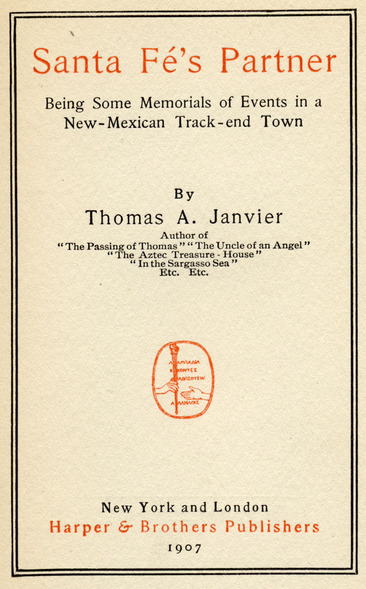 Santa Fé's Partner
Being Some Memorials of Events in a
New-Mexican Track-end Town
By
Thomas A. Janvier
Author of
"The Passing of Thomas" "The Uncle of an Angel"
"The Aztec Treasure-House"
"In the Sargasso Sea"
Etc. Etc.
New York and London
Harper & Brothers Publishers
1907